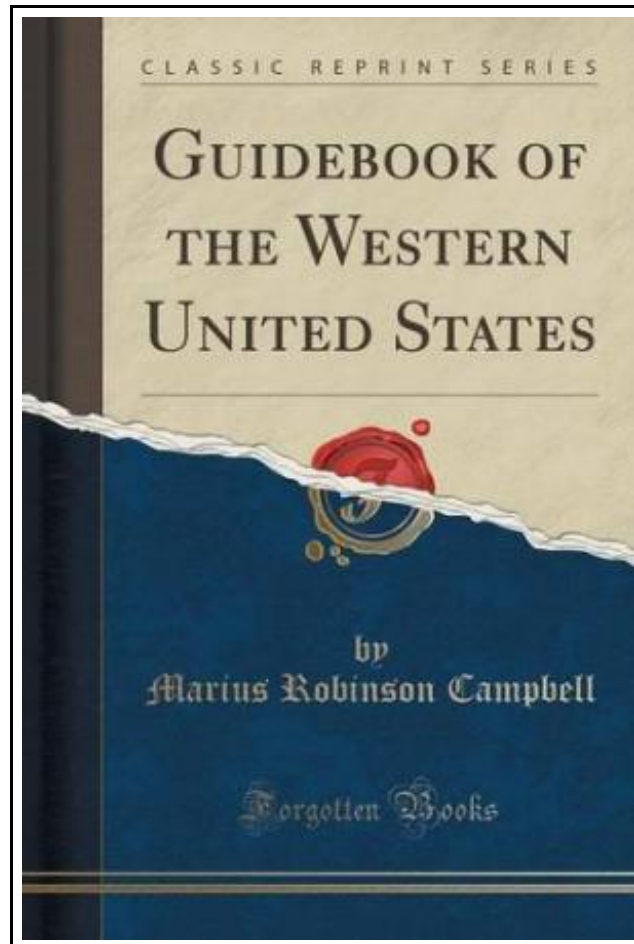 CLASSIC REPRINT SERIES
GUIDEBOOK OF
THE WESTERN
UNITED STATES
by
Marius Robinson Campbell
Forgotten Books